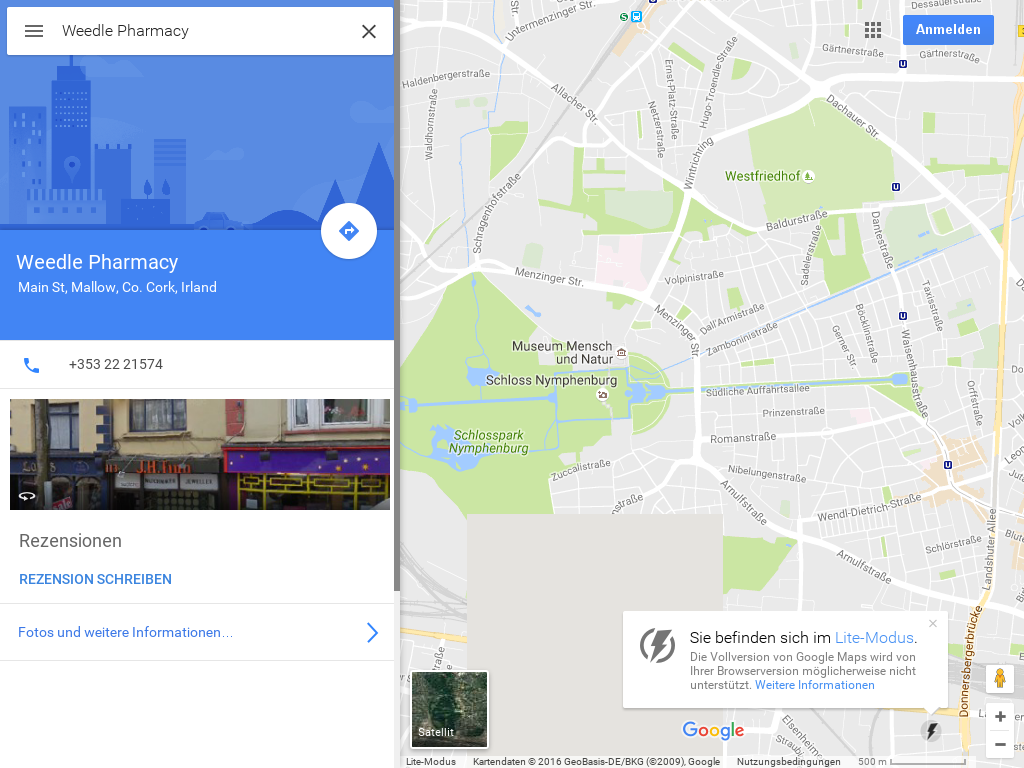 Weedle Pharmacy
Weedle Pharmacy
Main St, Mallow, Co. Cork, Irland
+353 22 21574
Rezensionen
REZENSION SCHREIBEN
Fotos und weitere Informationen…
Anmelden
Untermenzinger Str.
Dessauerstraße
Gärtnerstraße
Gärtnerstraße
Haldenbergerstraße
Waldhornstraße
Allacher Str.
Ernst-Platz-Straße
Netzerstraße
Hugo-Troendle-Straße
Dachauer Str.
Wintrichring
Westfriedhof
Schragenhofstraße
Baldurstraße
Dantestraße
Sadelerstraße
Menzinger Str.
Volpinistraße
Taxisstraße
Menzinger Str
Dall'Armistraße
Zamboninistraße
Gerner Str.
Böcklinstraße
Waisenhausstraße
Museum Mensch
und Natur
Schloss Nymphenburg
Südliche Auffahrtsallee
Orffstraße
Prinzenstraße
Romanstraße
Schlosspark
Nymphenburg
Zuccalistraße
Nibelungenstraße
Arnulfstraße
Wendl-Dietrich-Straße
Schlörstraße
Arnulfstraße
Landshuter Allee
Donnersbergerbrücke
Sie befinden sich im Lite-Modus.
Die Vollversion von Google Maps wird von
Ihrer Browserversion möglicherweise nicht
unterstützt. Weitere Informationen
Satellit
Google
Lite-Modus
Kartendaten © 2016 GeoBasis-DE/BKG (©2009), Google
Nutzungsbedingungen
500 m